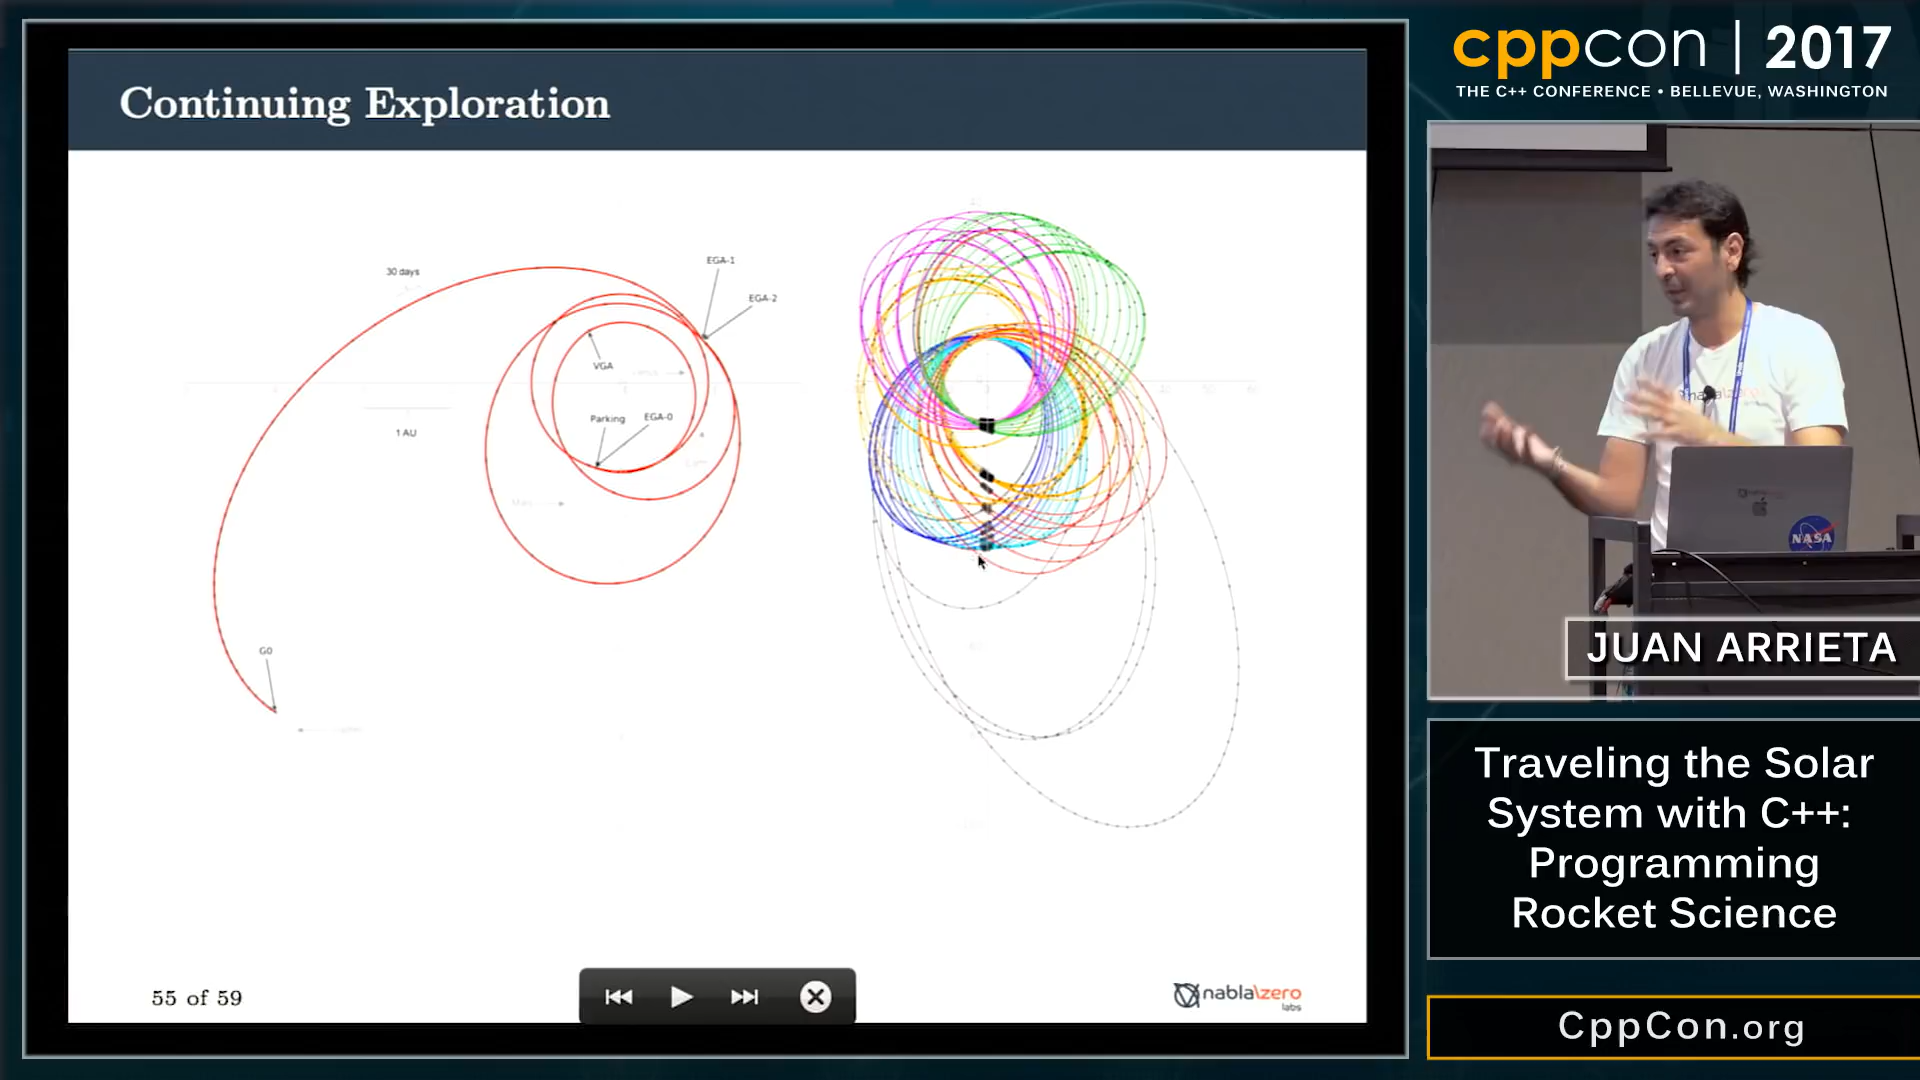 Continuing Exploration
30 days
EGA-1
EGA-2
VGA
Parking
EGA-0
1 AU
G0
55 of 59
nabla\zero
labs
cppcon | 2017
THE C++ CONFERENCE • BELLEVUE, WASHINGTON
NASA
JUAN ARRIETA
Traveling the Solar
System with C++:
Programming
Rocket Science
CppCon.org